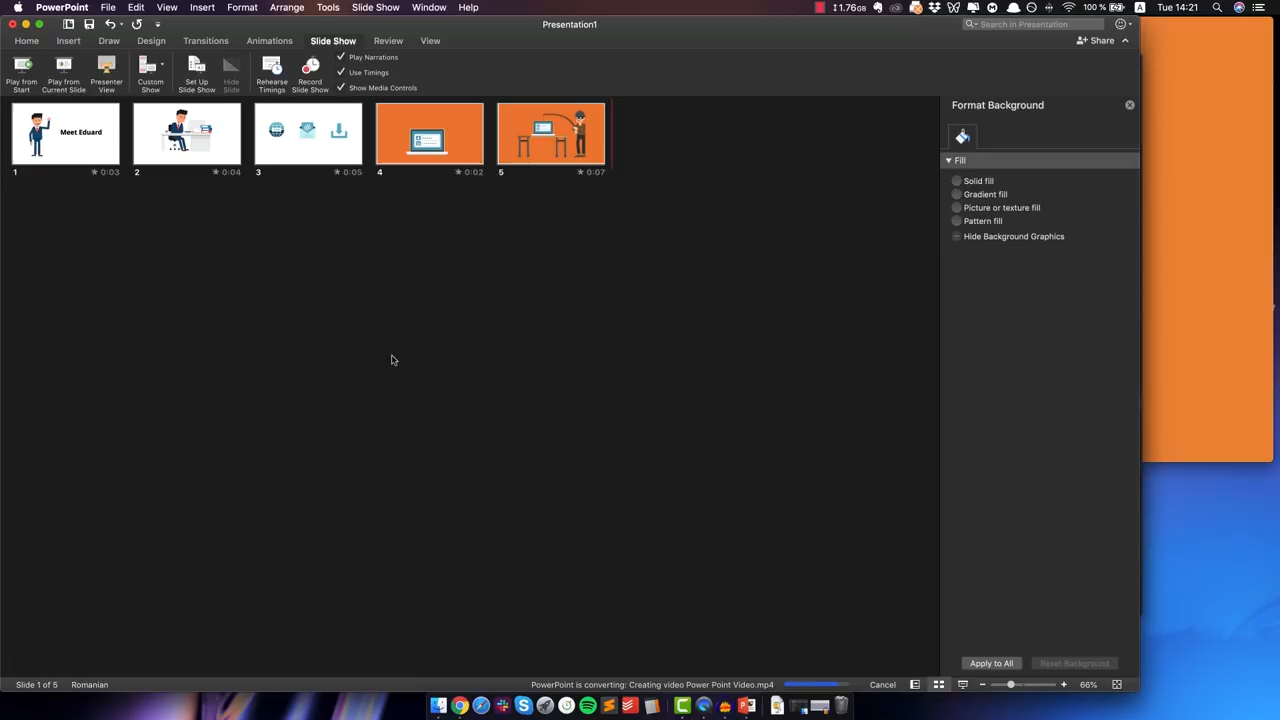 PowerPoint File Edit View Insert Format Arrange Tools Slide Show Window Help 1.76GB 100 % A Tue 14:21
Presentation1
Search in Presentation
Home Insert Draw Design Transitions Animations Slide Show Review View
Share
Play from Start
Play from Current Slide
Presenter View
Custom Show
Set Up Slide Show
Hide Slide
Rehearse Timings
Record Slide Show
Play Narrations
Use Timings
Show Media Controls
Meet Eduard
1 0:03
2 0:04
3 0:05
4 0:02
5 0:07
Format Background
Fill
Solid fill
Gradient fill
Picture or texture fill
Pattern fill
Hide Background Graphics
Apply to All
Reset Background
Slide 1 of 5 Romanian PowerPoint is converting: Creating video Power Point Video.mp4 Cancel 66%